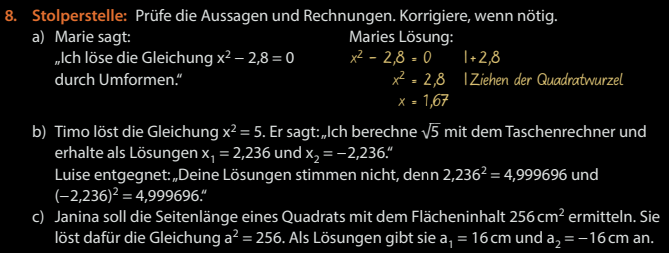 8. Stolperstelle: Prüfe die Aussagen und Rechnungen. Korrigiere, wenn nötig.
a) Marie sagt:
„Ich löse die Gleichung x² – 2,8 = 0
durch Umformen.“
Maries Lösung:
x² – 2,8 = 0 | + 2,8
x² = 2,8 | Ziehen der Quadratwurzel
x = 1,67
b) Timo löst die Gleichung x² = 5. Er sagt: „Ich berechne √5 mit dem Taschenrechner und
erhalte als Lösungen x₁ = 2,236 und x₂ = –2,236.“
Luise entgegnet: „Deine Lösungen stimmen nicht, denn 2,236² = 4,999696 und
(–2,236)² = 4,999696.“
c) Janina soll die Seitenlänge eines Quadrats mit dem Flächeninhalt 256 cm² ermitteln. Sie
löst dafür die Gleichung a² = 256. Als Lösungen gibt sie a₁ = 16 cm und a₂ = –16 cm an.